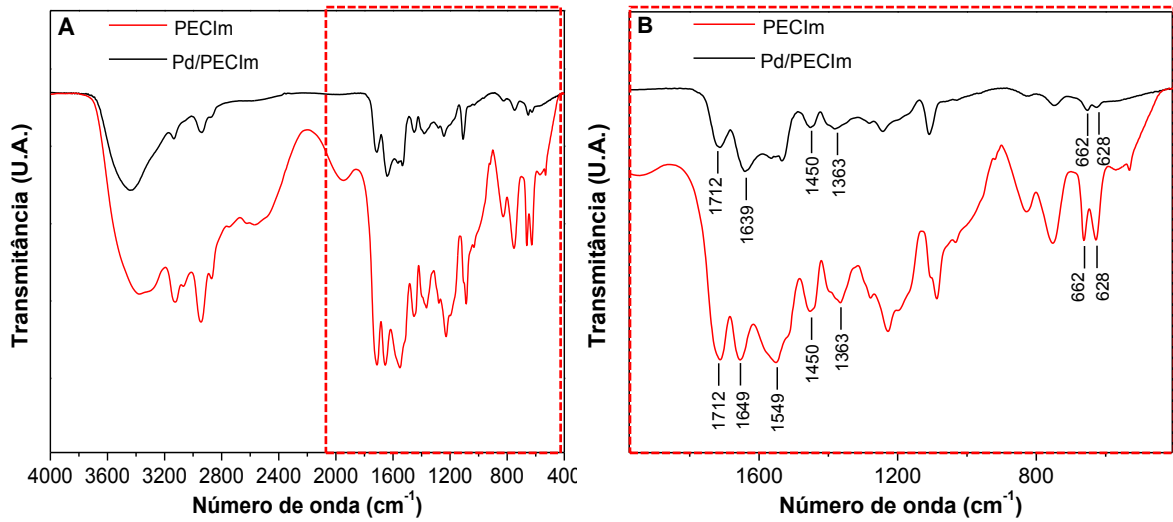 A
PECIm
Pd/PECIm
Transmitância (U.A.)
4000 3600 3200 2800 2400 2000 1600 1200 800 400
Número de onda (cm⁻¹)
B
PECIm
Pd/PECIm
1712
1639
1450
1363
662
628
1712
1649
1549
1450
1363
662
628
Transmitância (U.A.)
1600 1200 800
Número de onda (cm⁻¹)